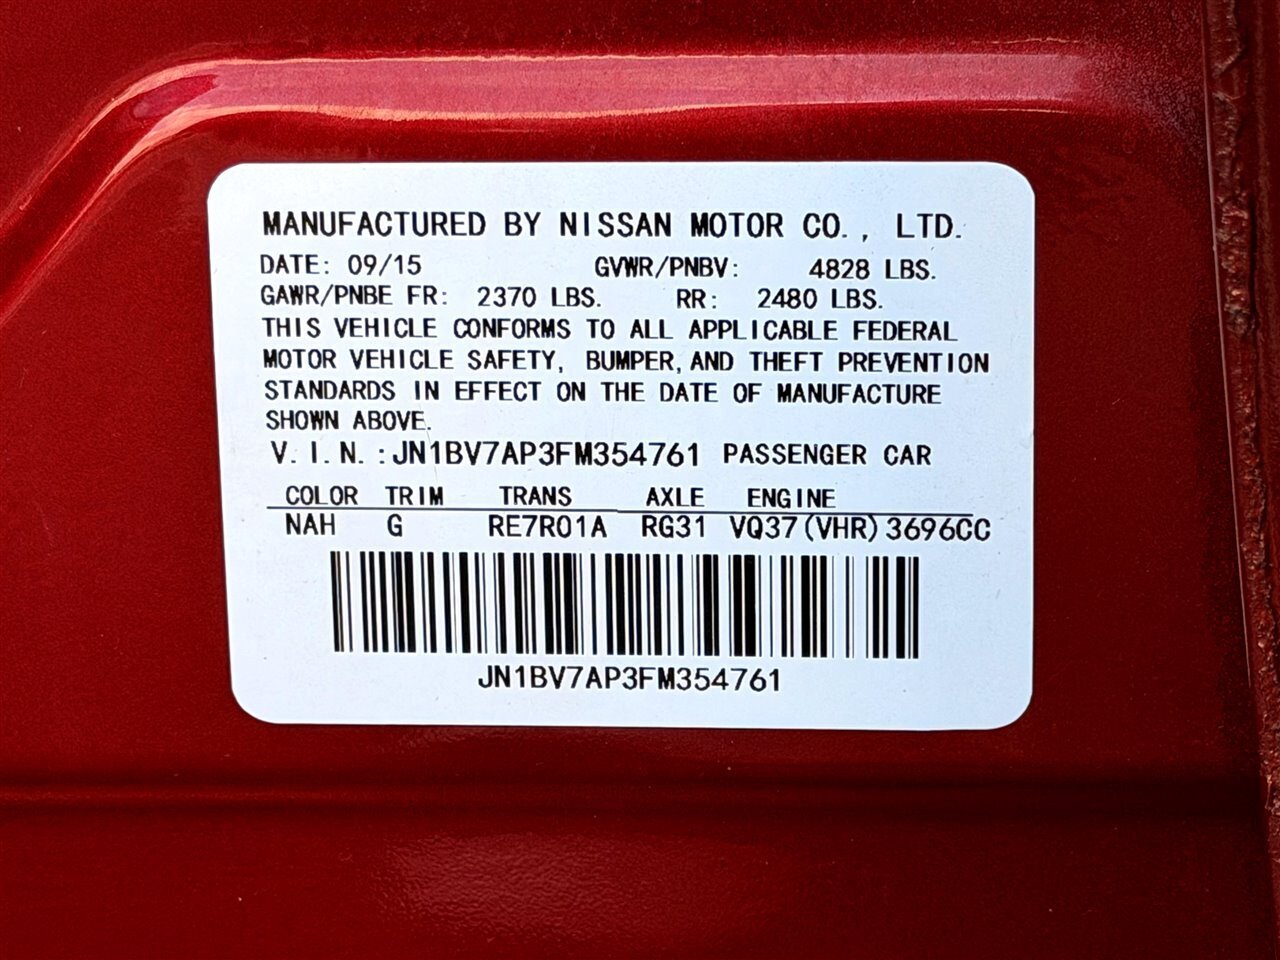 MANUFACTURED BY NISSAN MOTOR CO., LTD.
DATE: 09/15 GVWR/PNBV: 4828 LBS.
GAWR/PNBE FR: 2370 LBS. RR: 2480 LBS.
THIS VEHICLE CONFORMS TO ALL APPLICABLE FEDERAL
MOTOR VEHICLE SAFETY, BUMPER, AND THEFT PREVENTION
STANDARDS IN EFFECT ON THE DATE OF MANUFACTURE
SHOWN ABOVE.
V.I.N.:JN1BV7AP3FM354761 PASSENGER CAR
COLOR TRIM TRANS AXLE ENGINE
NAH G RE7R01A RG31 VQ37(VHR)3696CC
JN1BV7AP3FM354761